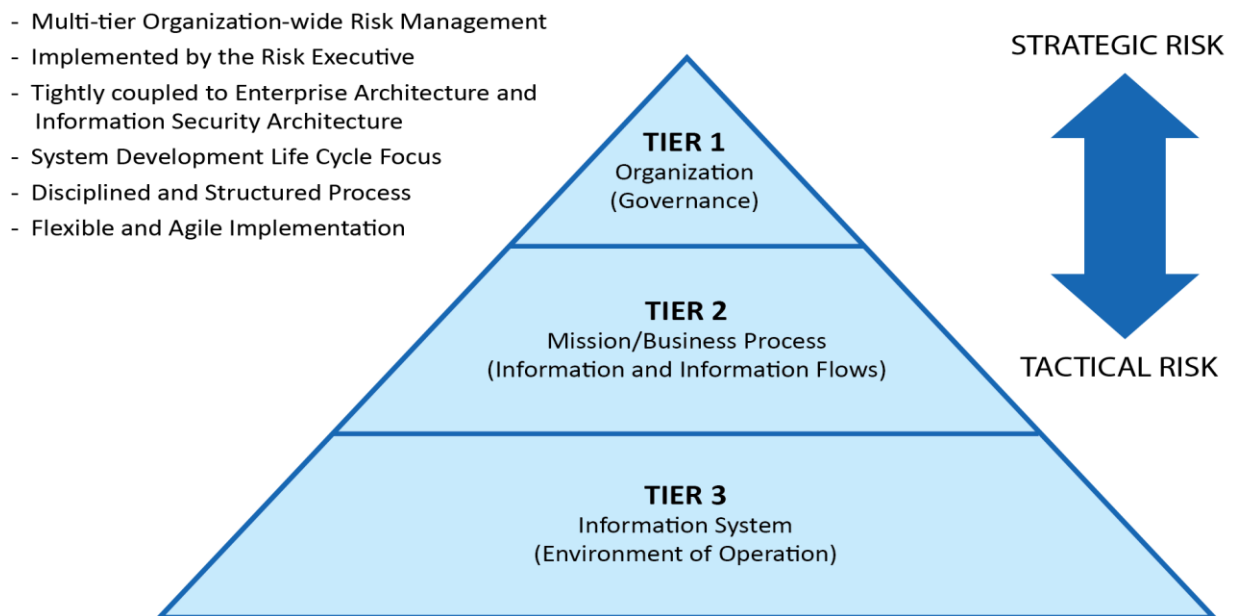 - Multi-tier Organization-wide Risk Management
- Implemented by the Risk Executive
- Tightly coupled to Enterprise Architecture and
Information Security Architecture
- System Development Life Cycle Focus
- Disciplined and Structured Process
- Flexible and Agile Implementation
STRATEGIC RISK
TACTICAL RISK
TIER 1
Organization
(Governance)
TIER 2
Mission/Business Process
(Information and Information Flows)
TIER 3
Information System
(Environment of Operation)